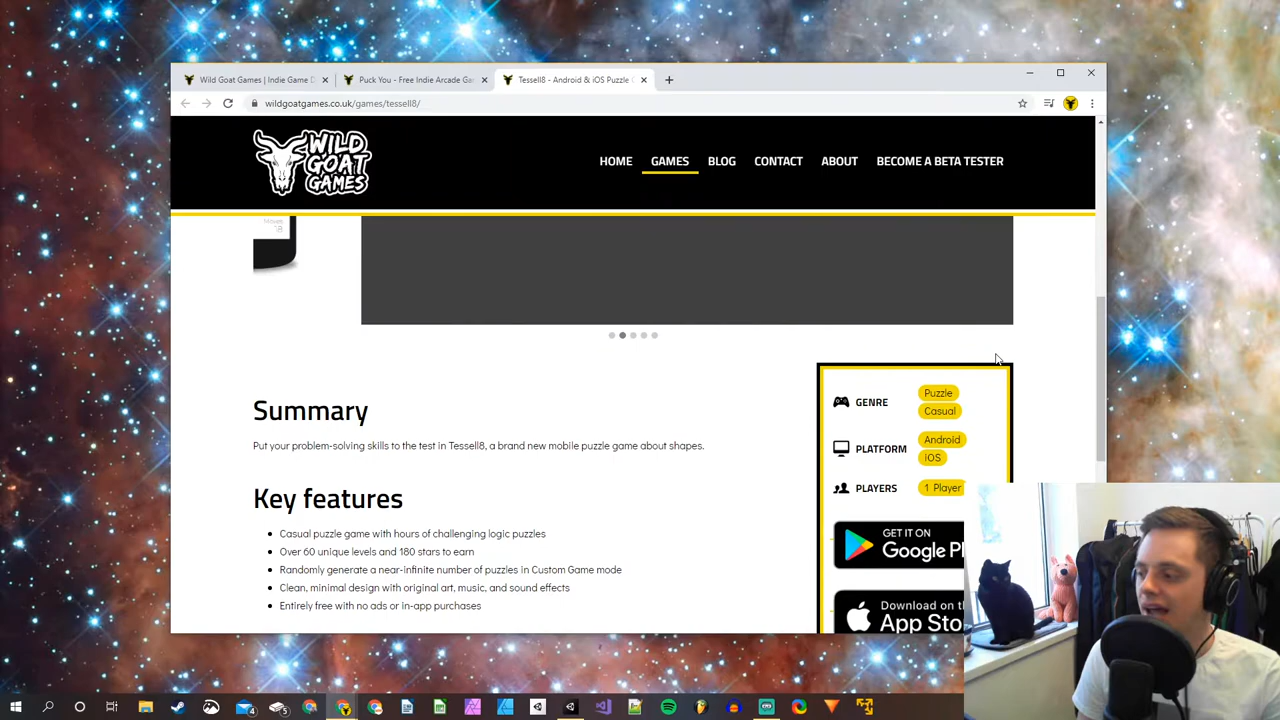 Wild Goat Games | Indie Game D
Puck You - Free Indie Arcade Ga
Tessell8 - Android & iOS Puzzle
wildgoatgames.co.uk/games/tessell8/
WILD
GOAT
GAMES
HOME
GAMES
BLOG
CONTACT
ABOUT
BECOME A BETA TESTER
Moves
18
Summary
Put your problem-solving skills to the test in Tessell8, a brand new mobile puzzle game about shapes.
Key features
Casual puzzle game with hours of challenging logic puzzles
Over 60 unique levels and 180 stars to earn
Randomly generate a near-infinite number of puzzles in Custom Game mode
Clean, minimal design with original art, music, and sound effects
Entirely free with no ads or in-app purchases
GENRE
Puzzle
Casual
PLATFORM
Android
iOS
PLAYERS
1 Player
GET IT ON
Google Pl
Download on th
App Sto